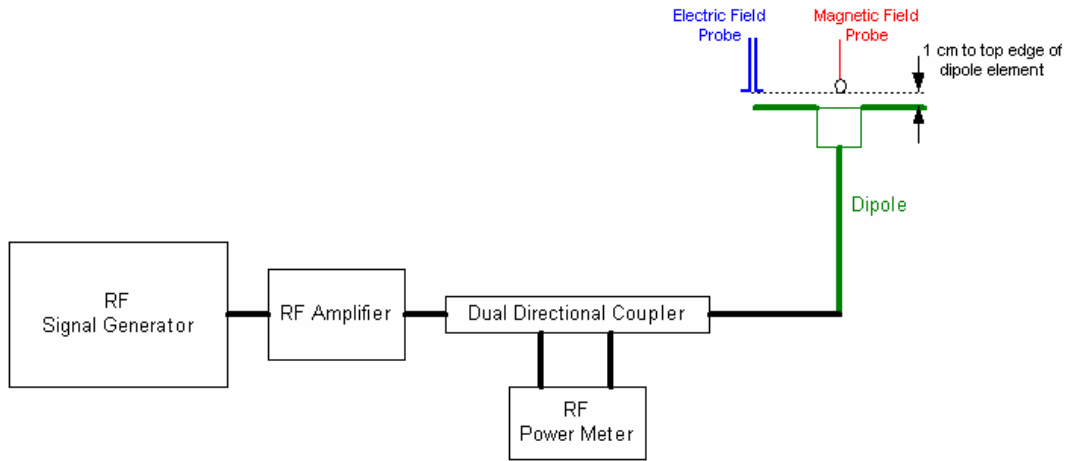 Electric Field
Probe
Magnetic Field
Probe
1 cm to top edge of
dipole element
Dipole
RF
Signal Generator
RF Amplifier
Dual Directional Coupler
RF
Power Meter